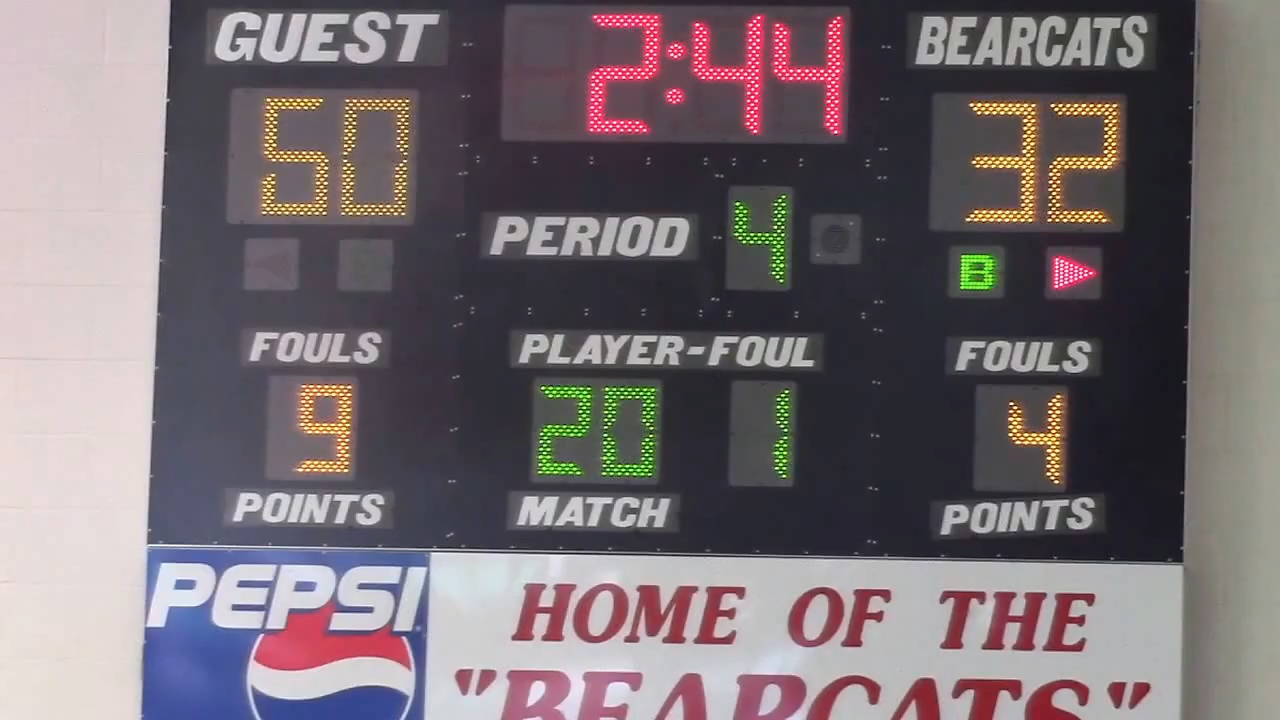 GUEST 2:44 BEARCATS
50 32
PERIOD 4
B
FOULS PLAYER-FOUL FOULS
9 20 1 4
POINTS MATCH POINTS
PEPSI
HOME OF THE
"BEARCATS"